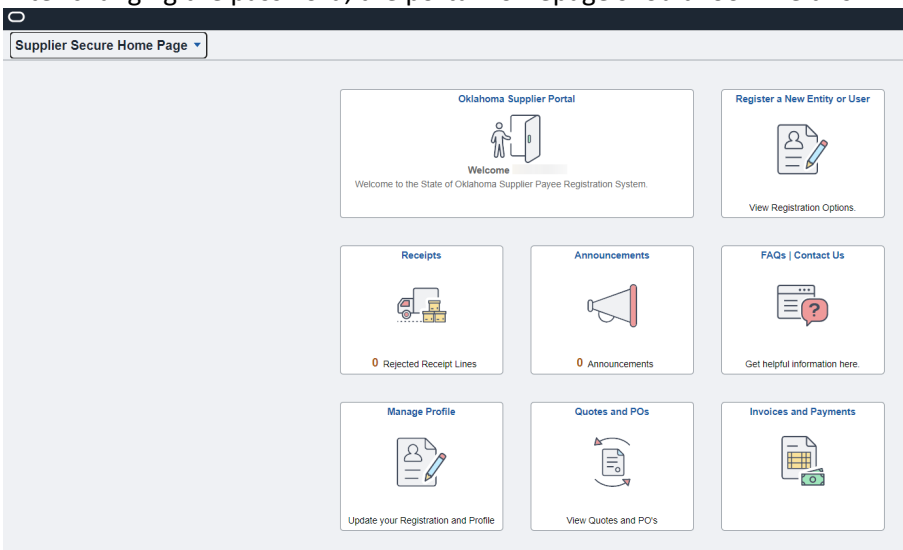 Supplier Secure Home Page
Oklahoma Supplier Portal
Welcome
Welcome to the State of Oklahoma Supplier Payee Registration System.
Register a New Entity or User
View Registration Options.
Receipts
0 Rejected Receipt Lines
Announcements
0 Announcements
FAQs | Contact Us
?
Get helpful information here.
Manage Profile
Update your Registration and Profile
Quotes and POs
View Quotes and PO's
Invoices and Payments